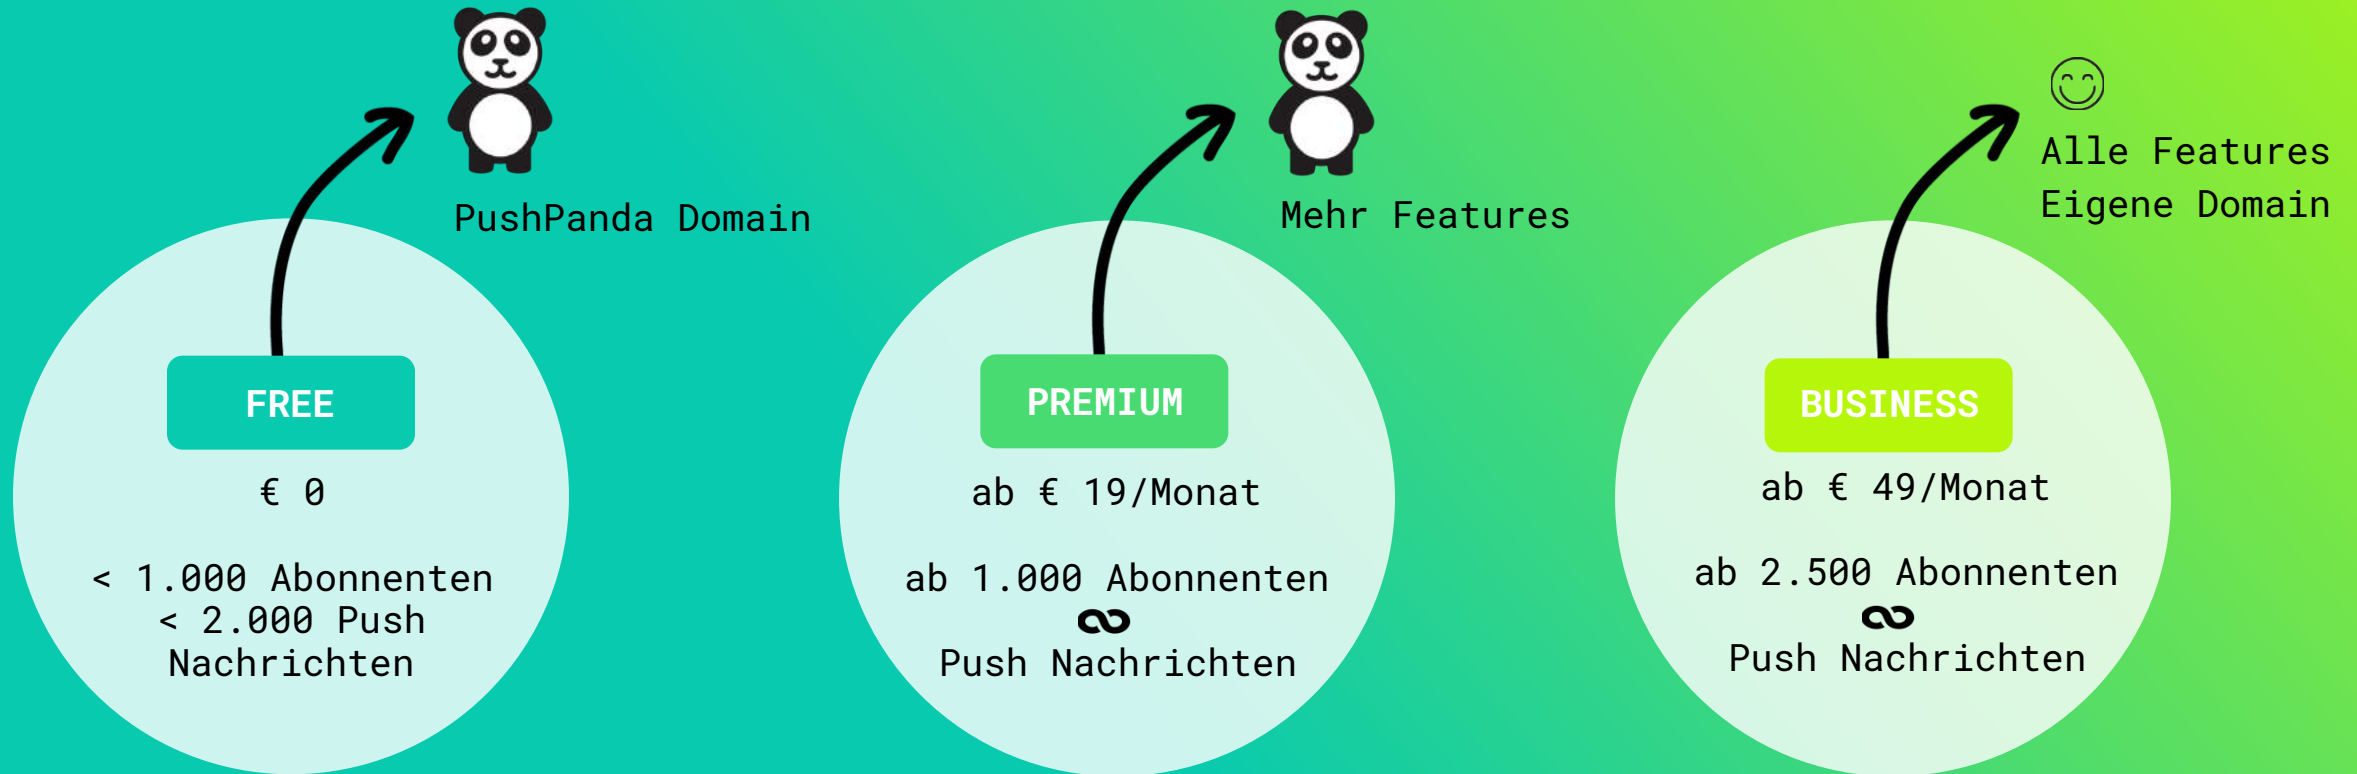 PushPanda Domain
FREE
€ 0
< 1.000 Abonnenten
< 2.000 Push
Nachrichten
Mehr Features
PREMIUM
ab € 19/Monat
ab 1.000 Abonnenten
∞
Push Nachrichten
Alle Features
Eigene Domain
BUSINESS
ab € 49/Monat
ab 2.500 Abonnenten
∞
Push Nachrichten